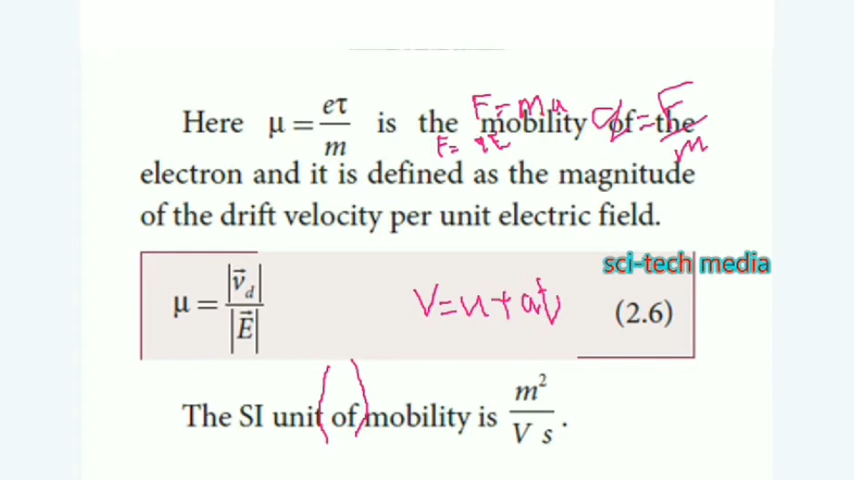 Here μ = eτ/m is the mobility of the
F = ma
a = F/m
F = qE
electron and it is defined as the magnitude
of the drift velocity per unit electric field.
sci-tech media
μ = |v⃗d| / |E⃗|
V = u + at
(2.6)
The SI unit of mobility is m²/V s.